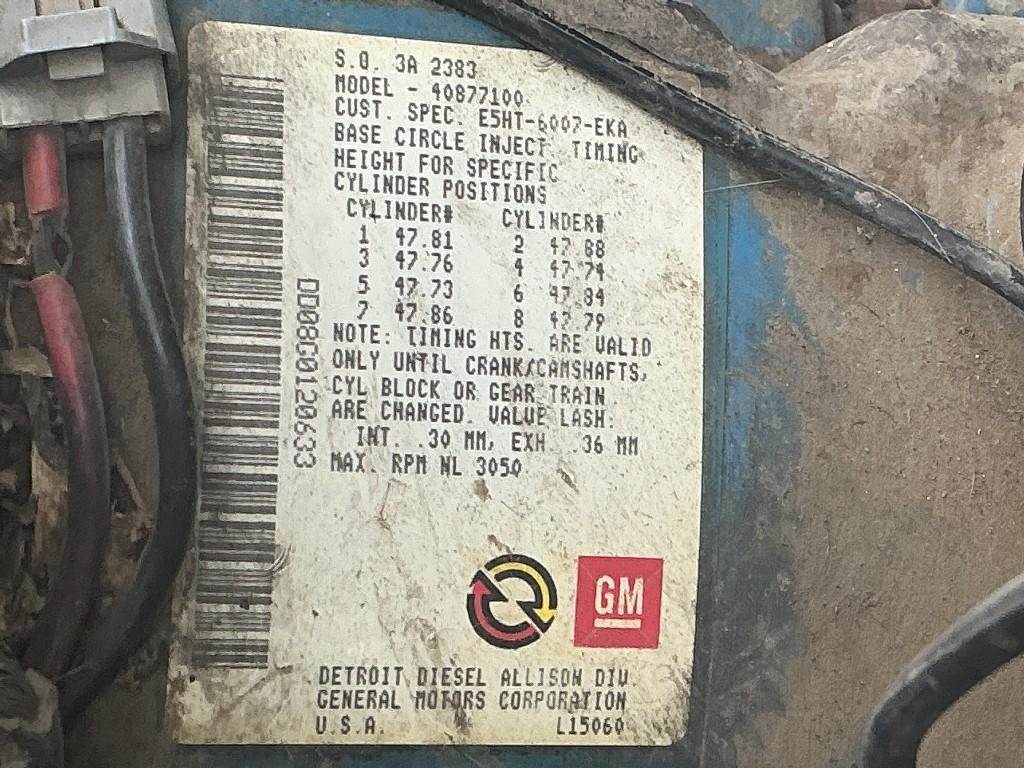 S.O. 3A 2383
MODEL - 40877100
CUST. SPEC. E5HT-6007-EKA
BASE CIRCLE INJECT. TIMING
HEIGHT FOR SPECIFIC
CYLINDER POSITIONS
CYLINDER# CYLINDER#
1 47.81 2 47.88
3 47.76 4 47.74
5 47.73 6 47.84
7 47.86 8 47.79
NOTE: TIMING HTS. ARE VALID
ONLY UNTIL CRANK/CAMSHAFTS,
CYL BLOCK OR GEAR TRAIN
ARE CHANGED. VALVE LASH:
INT. .30 MM, EXH .36 MM
MAX. RPM NL 3050
DD08G0120633
GM
DETROIT DIESEL ALLISON DIV.
GENERAL MOTORS CORPORATION
U.S.A. L15060